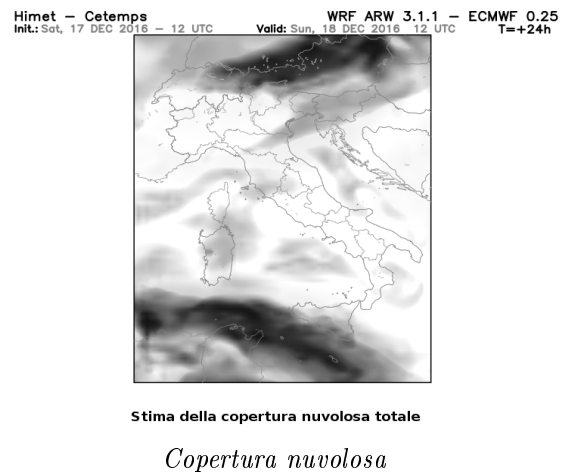 Himet – Cetemps WRF ARW 3.1.1 – ECMWF 0.25
Init.: Sat, 17 DEC 2016 – 12 UTC Valid: Sun, 18 DEC 2016 12 UTC T=+24h
Stima della copertura nuvolosa totale
Copertura nuvolosa